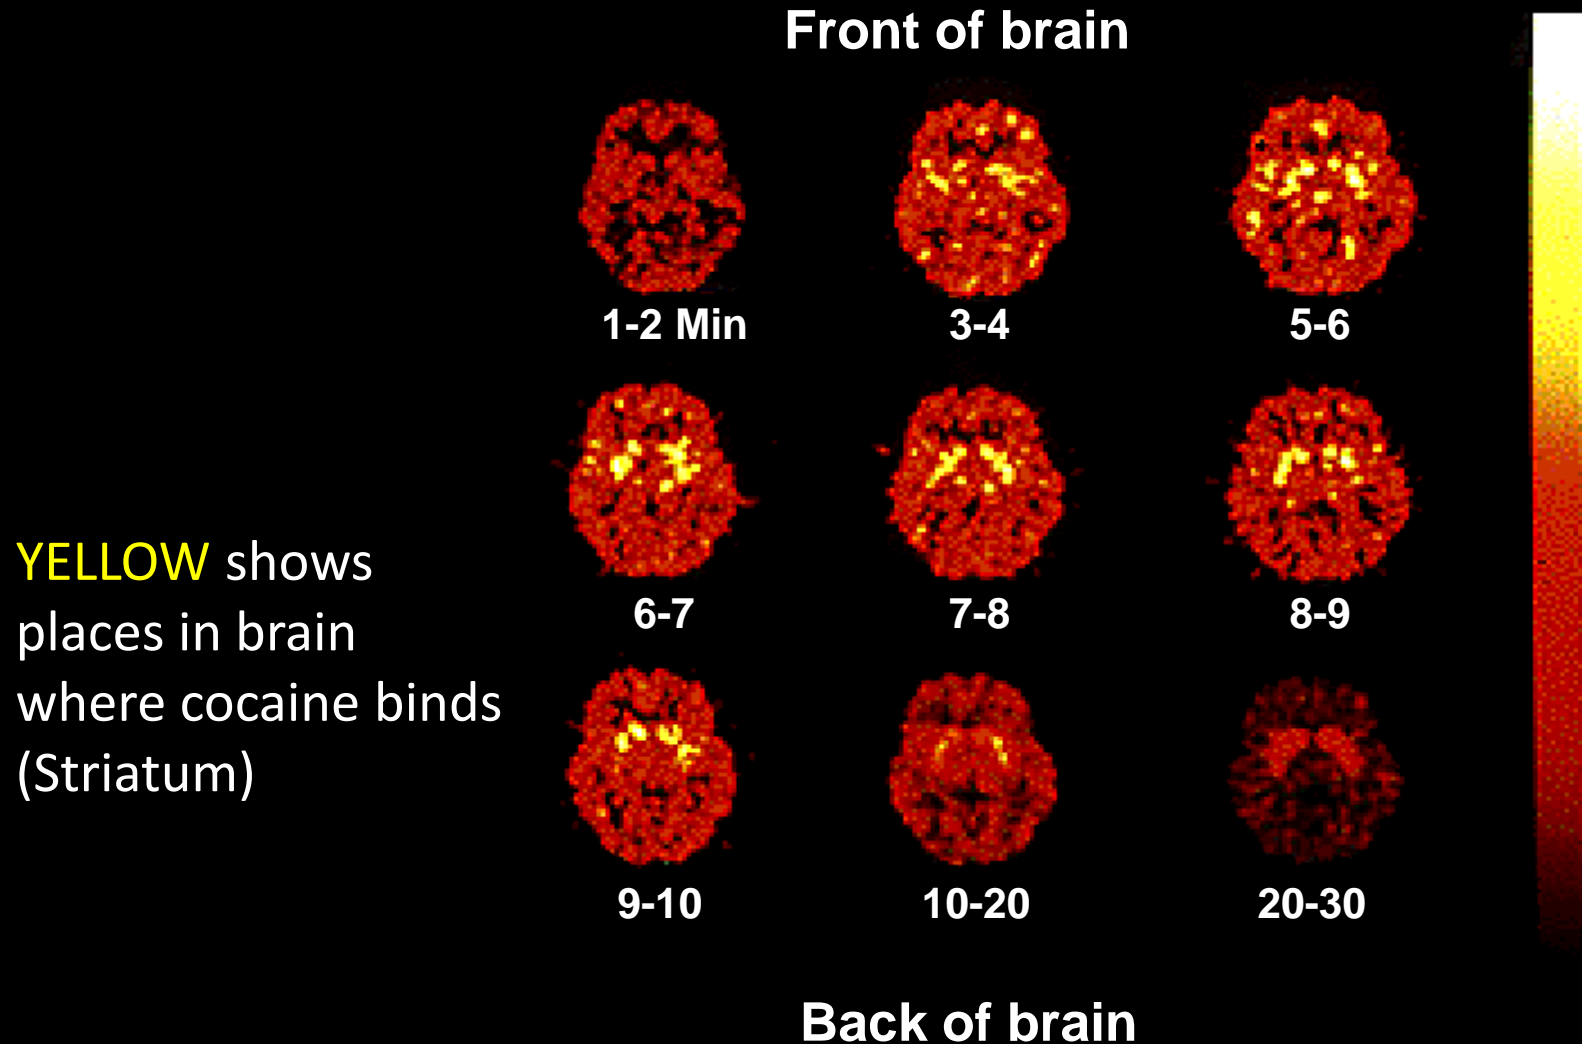 Front of brain
1-2 Min
3-4
5-6
6-7
7-8
8-9
YELLOW shows
places in brain
where cocaine binds
(Striatum)
9-10
10-20
20-30
Back of brain